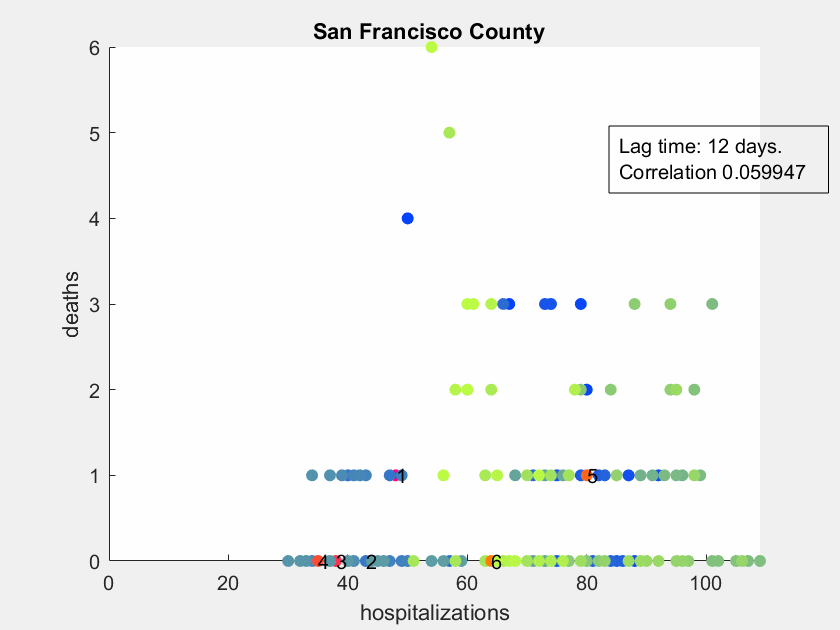 San Francisco County
6
5
4
3
2
1
0
deaths
Lag time: 12 days.
Correlation 0.059947
1
5
4 3 2 6
0 20 40 60 80 100
hospitalizations